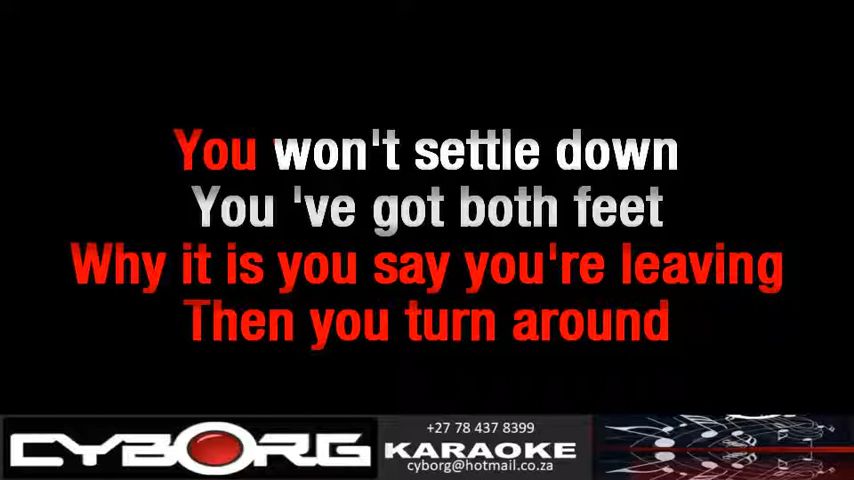 You won't settle down
You 've got both feet
Why it is you say you're leaving
Then you turn around
CYBORG
+27 78 437 8399
KARAOKE
cyborg@hotmail.co.za